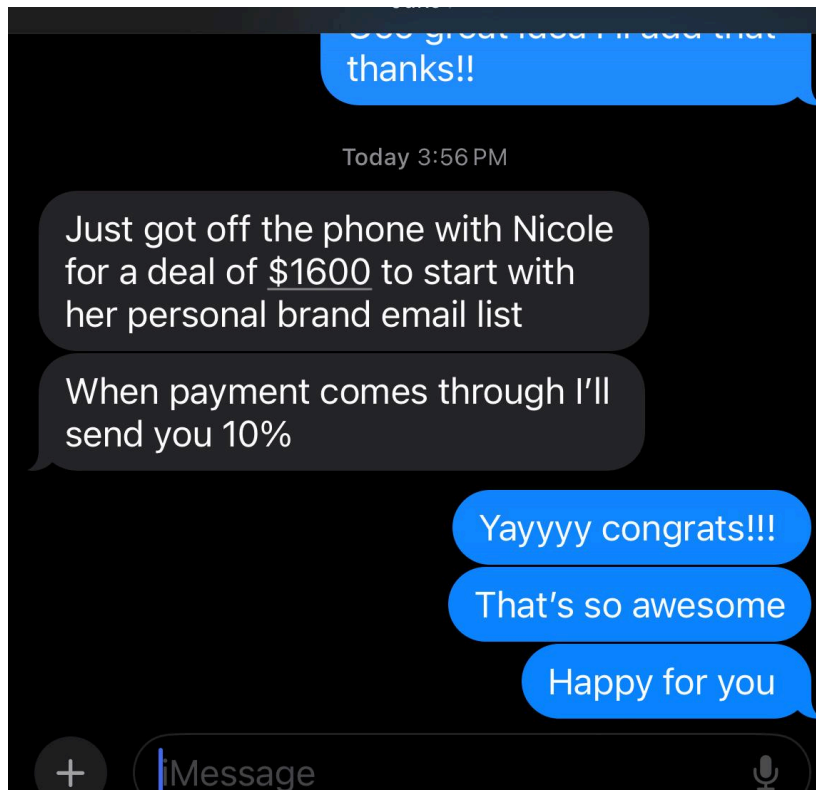 thanks!!
Today 3:56 PM
Just got off the phone with Nicole
for a deal of $1600 to start with
her personal brand email list
When payment comes through I'll
send you 10%
Yayyyy congrats!!!
That's so awesome
Happy for you
iMessage